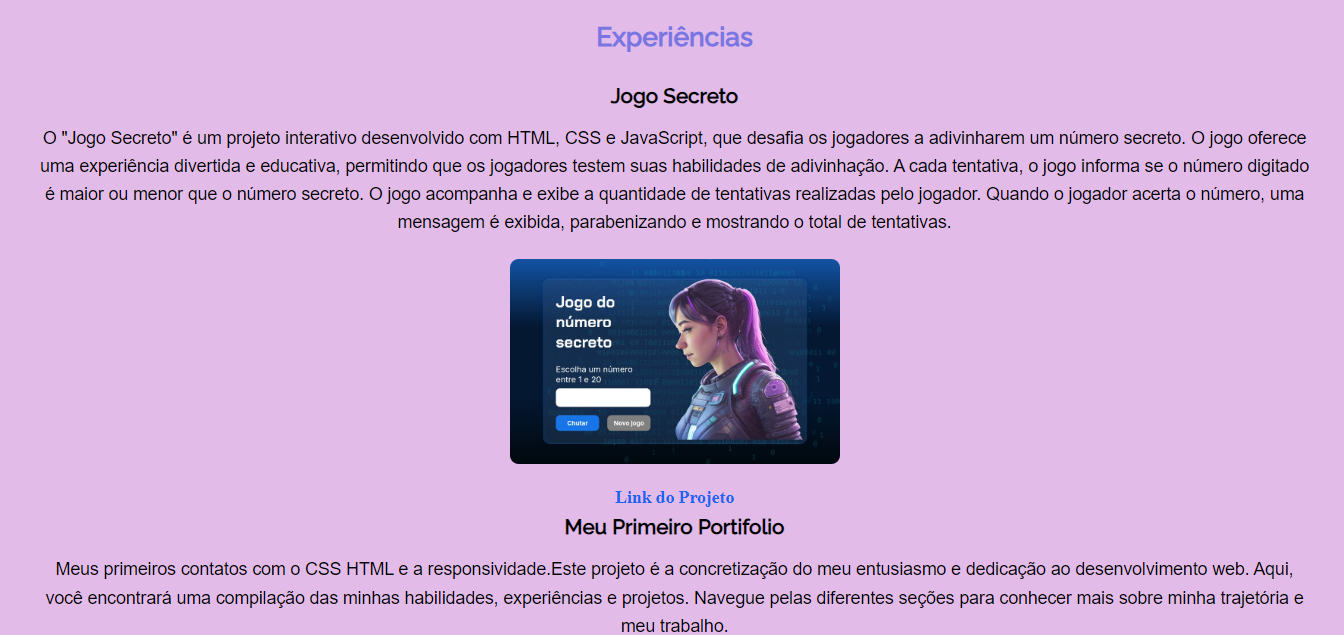 Experiências
Jogo Secreto
O "Jogo Secreto" é um projeto interativo desenvolvido com HTML, CSS e JavaScript, que desafia os jogadores a adivinharem um número secreto. O jogo oferece
uma experiência divertida e educativa, permitindo que os jogadores testem suas habilidades de adivinhação. A cada tentativa, o jogo informa se o número digitado
é maior ou menor que o número secreto. O jogo acompanha e exibe a quantidade de tentativas realizadas pelo jogador. Quando o jogador acerta o número, uma
mensagem é exibida, parabenizando e mostrando o total de tentativas.
Jogo do
número
secreto
Escolha um número
entre 1 e 20
Chutar Novo jogo
Link do Projeto
Meu Primeiro Portifolio
Meus primeiros contatos com o CSS HTML e a responsividade.Este projeto é a concretização do meu entusiasmo e dedicação ao desenvolvimento web. Aqui,
você encontrará uma compilação das minhas habilidades, experiências e projetos. Navegue pelas diferentes seções para conhecer mais sobre minha trajetória e
meu trabalho.